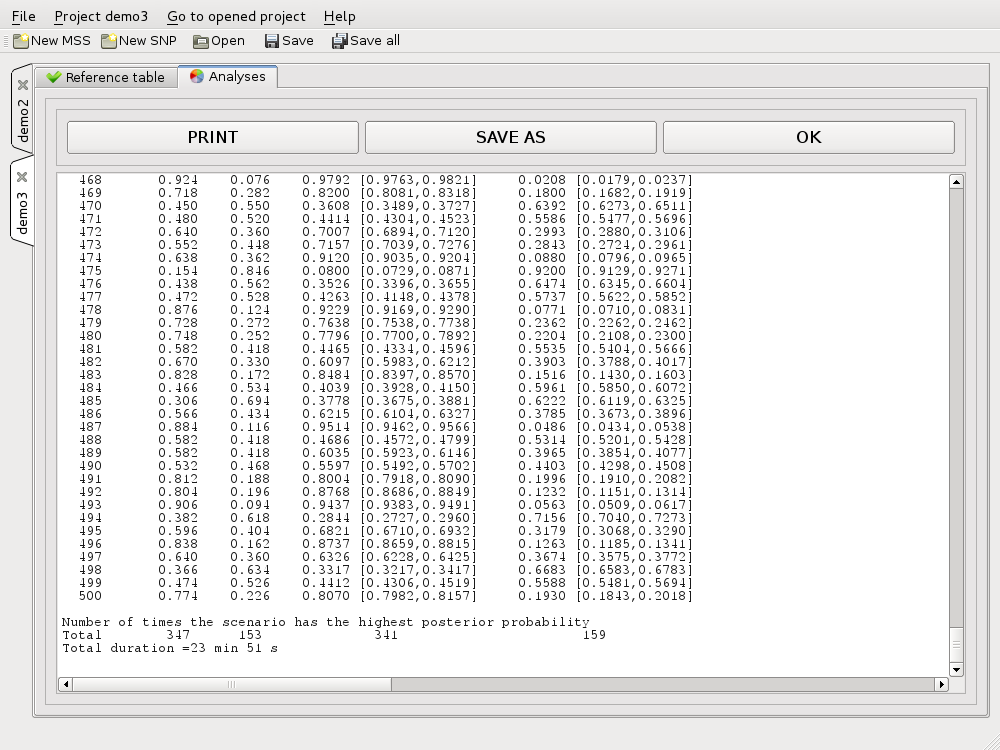 File Project demo3 Go to opened project Help
New MSS New SNP Open Save Save all
demo2
demo3
Reference table Analyses
PRINT SAVE AS OK
468 0.924 0.076 0.9792 [0.9763,0.9821] 0.0208 [0.0179,0.0237]
469 0.718 0.282 0.8200 [0.8081,0.8318] 0.1800 [0.1682,0.1919]
470 0.450 0.550 0.3608 [0.3489,0.3727] 0.6392 [0.6273,0.6511]
471 0.480 0.520 0.4414 [0.4304,0.4523] 0.5586 [0.5477,0.5696]
472 0.640 0.360 0.7007 [0.6894,0.7120] 0.2993 [0.2880,0.3106]
473 0.552 0.448 0.7157 [0.7039,0.7276] 0.2843 [0.2724,0.2961]
474 0.638 0.362 0.9120 [0.9035,0.9204] 0.0880 [0.0796,0.0965]
475 0.154 0.846 0.0800 [0.0729,0.0871] 0.9200 [0.9129,0.9271]
476 0.438 0.562 0.3526 [0.3396,0.3655] 0.6474 [0.6345,0.6604]
477 0.472 0.528 0.4263 [0.4148,0.4378] 0.5737 [0.5622,0.5852]
478 0.876 0.124 0.9229 [0.9169,0.9290] 0.0771 [0.0710,0.0831]
479 0.728 0.272 0.7638 [0.7538,0.7738] 0.2362 [0.2262,0.2462]
480 0.748 0.252 0.7796 [0.7700,0.7892] 0.2204 [0.2108,0.2300]
481 0.582 0.418 0.4465 [0.4334,0.4596] 0.5535 [0.5404,0.5666]
482 0.670 0.330 0.6097 [0.5983,0.6212] 0.3903 [0.3788,0.4017]
483 0.828 0.172 0.8484 [0.8397,0.8570] 0.1516 [0.1430,0.1603]
484 0.466 0.534 0.4039 [0.3928,0.4150] 0.5961 [0.5850,0.6072]
485 0.306 0.694 0.3778 [0.3675,0.3881] 0.6222 [0.6119,0.6325]
486 0.566 0.434 0.6215 [0.6104,0.6327] 0.3785 [0.3673,0.3896]
487 0.884 0.116 0.9514 [0.9462,0.9566] 0.0486 [0.0434,0.0538]
488 0.582 0.418 0.4686 [0.4572,0.4799] 0.5314 [0.5201,0.5428]
489 0.582 0.418 0.6035 [0.5923,0.6146] 0.3965 [0.3854,0.4077]
490 0.532 0.468 0.5597 [0.5492,0.5702] 0.4403 [0.4298,0.4508]
491 0.812 0.188 0.8004 [0.7918,0.8090] 0.1996 [0.1910,0.2082]
492 0.804 0.196 0.8768 [0.8686,0.8849] 0.1232 [0.1151,0.1314]
493 0.906 0.094 0.9437 [0.9383,0.9491] 0.0563 [0.0509,0.0617]
494 0.382 0.618 0.2844 [0.2727,0.2960] 0.7156 [0.7040,0.7273]
495 0.596 0.404 0.6821 [0.6710,0.6932] 0.3179 [0.3068,0.3290]
496 0.838 0.162 0.8737 [0.8659,0.8815] 0.1263 [0.1185,0.1341]
497 0.640 0.360 0.6326 [0.6228,0.6425] 0.3674 [0.3575,0.3772]
498 0.366 0.634 0.3317 [0.3217,0.3417] 0.6683 [0.6583,0.6783]
499 0.474 0.526 0.4412 [0.4306,0.4519] 0.5588 [0.5481,0.5694]
500 0.774 0.226 0.8070 [0.7982,0.8157] 0.1930 [0.1843,0.2018]
Number of times the scenario has the highest posterior probability
Total 347 153 341 159
Total duration =23 min 51 s